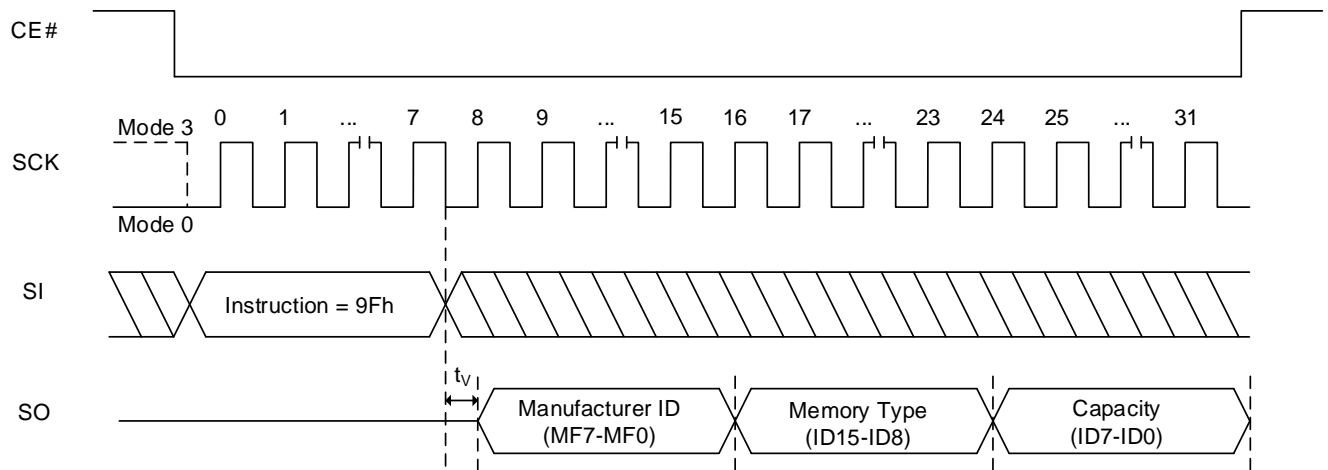 CE#
0 1 ... 7 8 9 ... 15 16 17 ... 23 24 25 ... 31
Mode 3
SCK
Mode 0
SI
Instruction = 9Fh
tV
SO
Manufacturer ID
(MF7-MF0)
Memory Type
(ID15-ID8)
Capacity
(ID7-ID0)